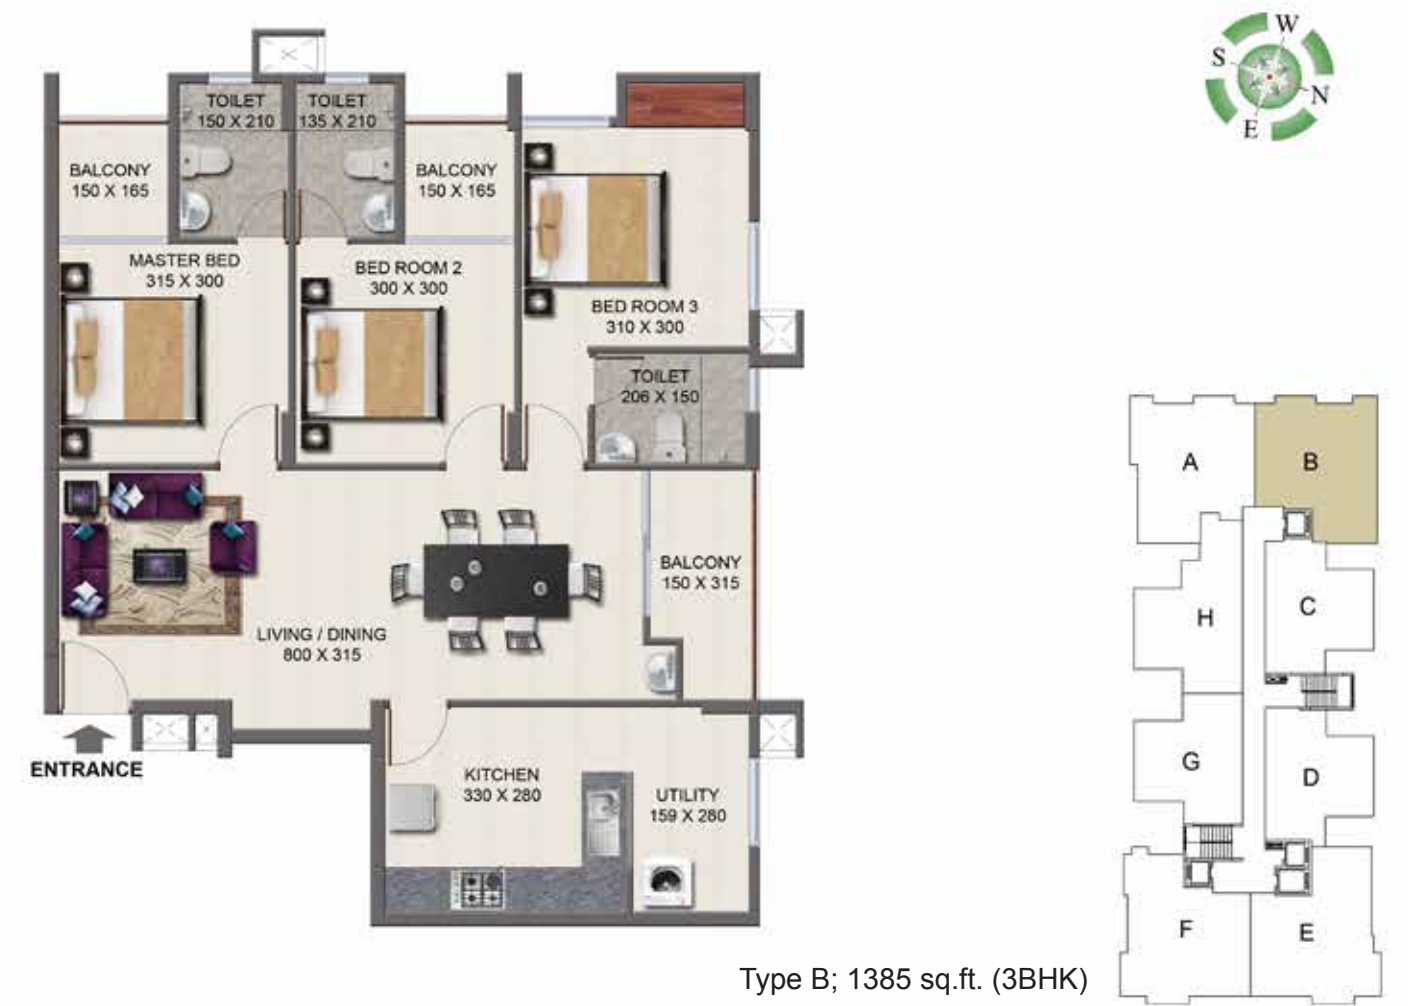 W
S
N
E
TOILET
150 X 210
TOILET
135 X 210
BALCONY
150 X 165
BALCONY
150 X 165
MASTER BED
315 X 300
BED ROOM 2
300 X 300
BED ROOM 3
310 X 300
TOILET
206 X 150
BALCONY
150 X 315
LIVING / DINING
800 X 315
ENTRANCE
KITCHEN
330 X 280
UTILITY
159 X 280
A
B
H
C
G
D
F
E
Type B; 1385 sq.ft. (3BHK)